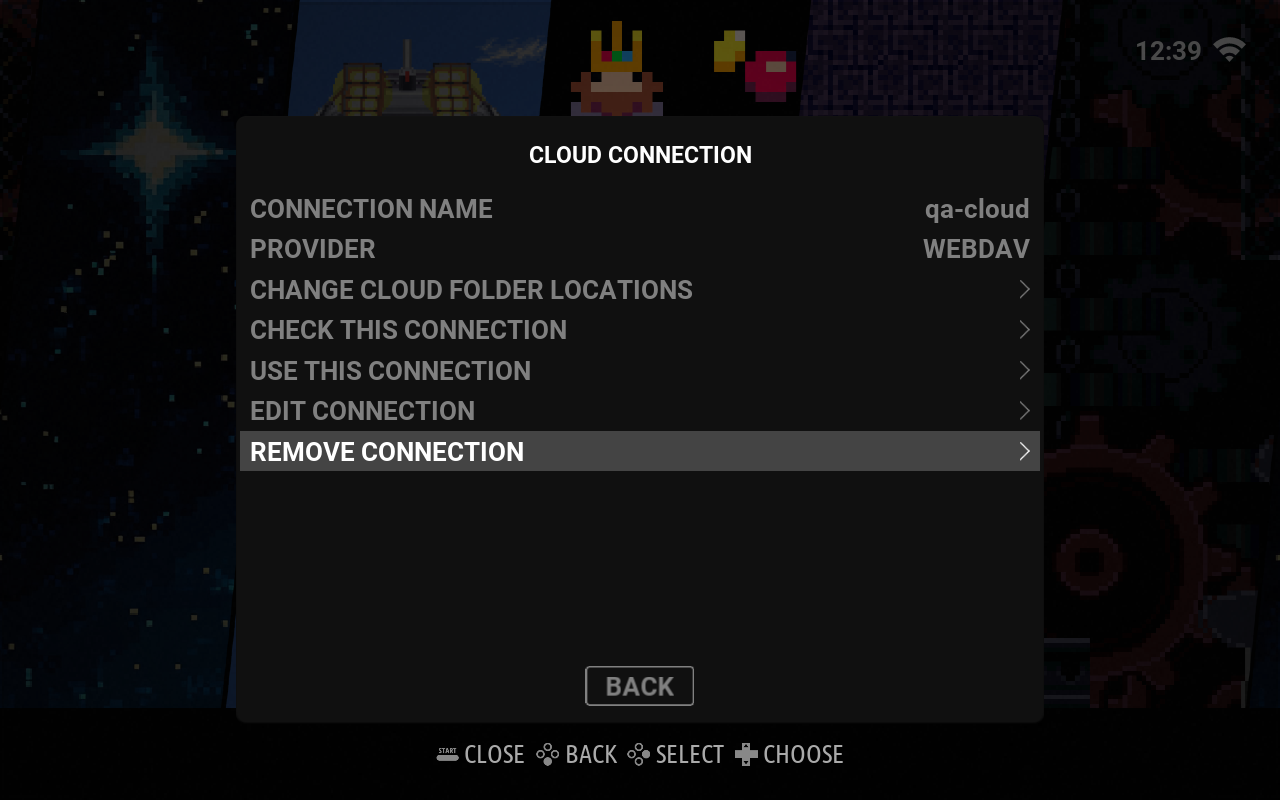 12:39
CLOUD CONNECTION
CONNECTION NAME qa-cloud
PROVIDER WEBDAV
CHANGE CLOUD FOLDER LOCATIONS
CHECK THIS CONNECTION
USE THIS CONNECTION
EDIT CONNECTION
REMOVE CONNECTION
BACK
START CLOSE BACK SELECT CHOOSE